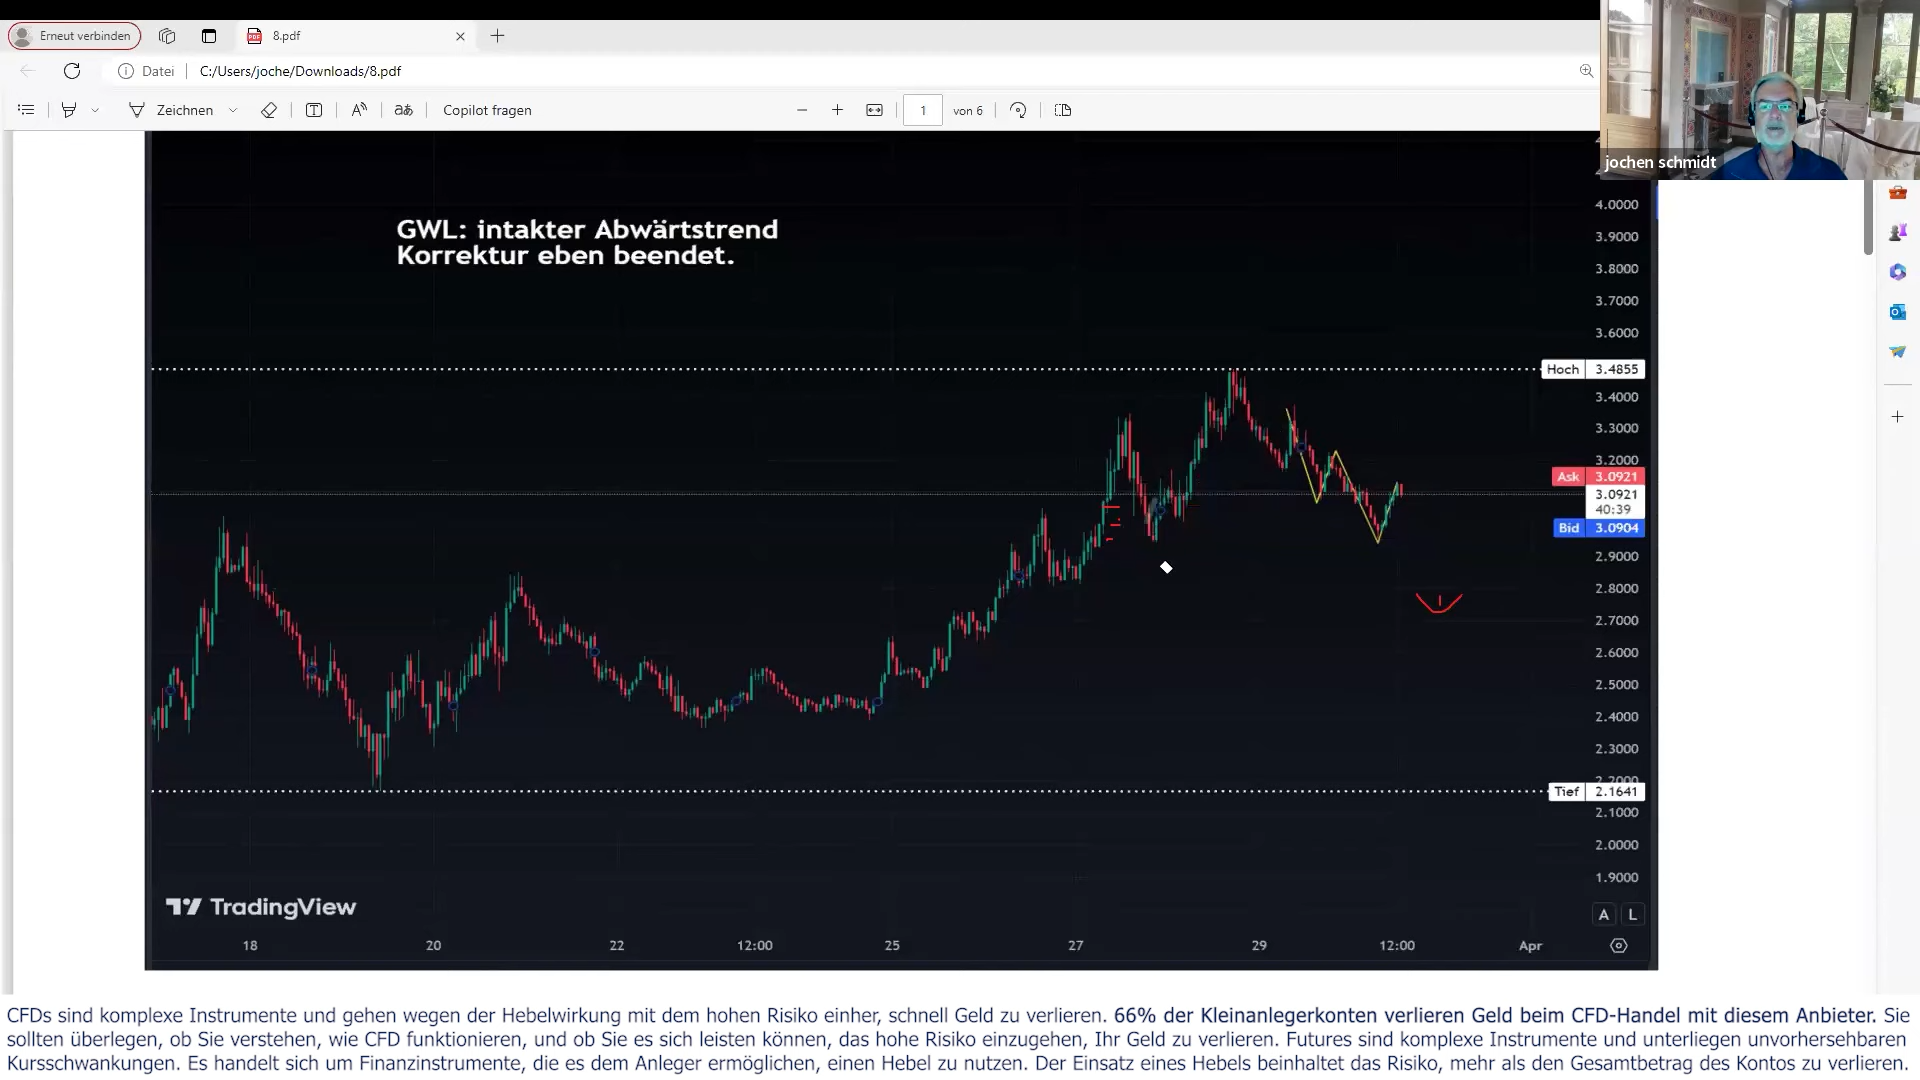 Erneut verbinden
8.pdf
Datei
C:/Users/joche/Downloads/8.pdf
Zeichnen
aあ
Copilot fragen
1
von 6
jochen schmidt
GWL: intakter Abwärtstrend
Korrektur eben beendet.
4.0000
3.9000
3.8000
3.7000
3.6000
Hoch 3.4855
3.4000
3.3000
3.2000
Ask 3.0921
3.0921
40:39
Bid 3.0904
2.9000
2.8000
2.7000
2.6000
2.5000
2.4000
2.3000
2.2000
Tief 2.1641
2.1000
2.0000
1.9000
TradingView
A L
18 20 22 12:00 25 27 29 12:00 Apr
CFDs sind komplexe Instrumente und gehen wegen der Hebelwirkung mit dem hohen Risiko einher, schnell Geld zu verlieren. 66% der Kleinanlegerkonten verlieren Geld beim CFD-Handel mit diesem Anbieter. Sie
sollten überlegen, ob Sie verstehen, wie CFD funktionieren, und ob Sie es sich leisten können, das hohe Risiko einzugehen, Ihr Geld zu verlieren. Futures sind komplexe Instrumente und unterliegen unvorhersehbaren
Kursschwankungen. Es handelt sich um Finanzinstrumente, die es dem Anleger ermöglichen, einen Hebel zu nutzen. Der Einsatz eines Hebels beinhaltet das Risiko, mehr als den Gesamtbetrag des Kontos zu verlieren.